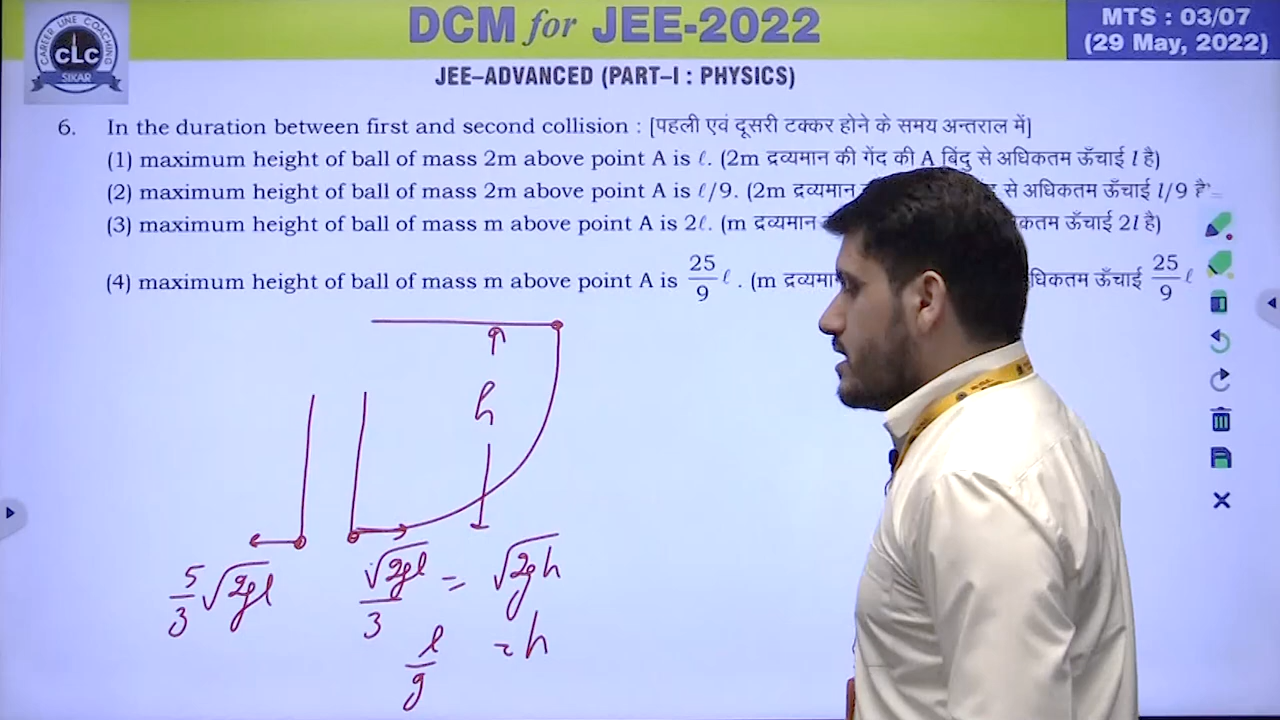 CAREER LINE COACHING
CLC
SIKAR
DCM for JEE-2022
MTS : 03/07
(29 May, 2022)
JEE–ADVANCED (PART–I : PHYSICS)
6. In the duration between first and second collision : [पहली एवं दूसरी टक्कर होने के समय अन्तराल में]
(1) maximum height of ball of mass 2m above point A is ℓ. (2m द्रव्यमान की गेंद की A बिंदु से अधिकतम ऊँचाई l है)
(2) maximum height of ball of mass 2m above point A is ℓ/9. (2m द्रव्यमान से अधिकतम ऊँचाई l/9 है
(3) maximum height of ball of mass m above point A is 2ℓ. (m द्रव्यमान ऊँचाई 2l है)
(4) maximum height of ball of mass m above point A is 25/9 ℓ . (m ऊँचाई 25/9 ℓ
h
5/3 √2gl
√2gl/3 = √2gh
l/9 = h